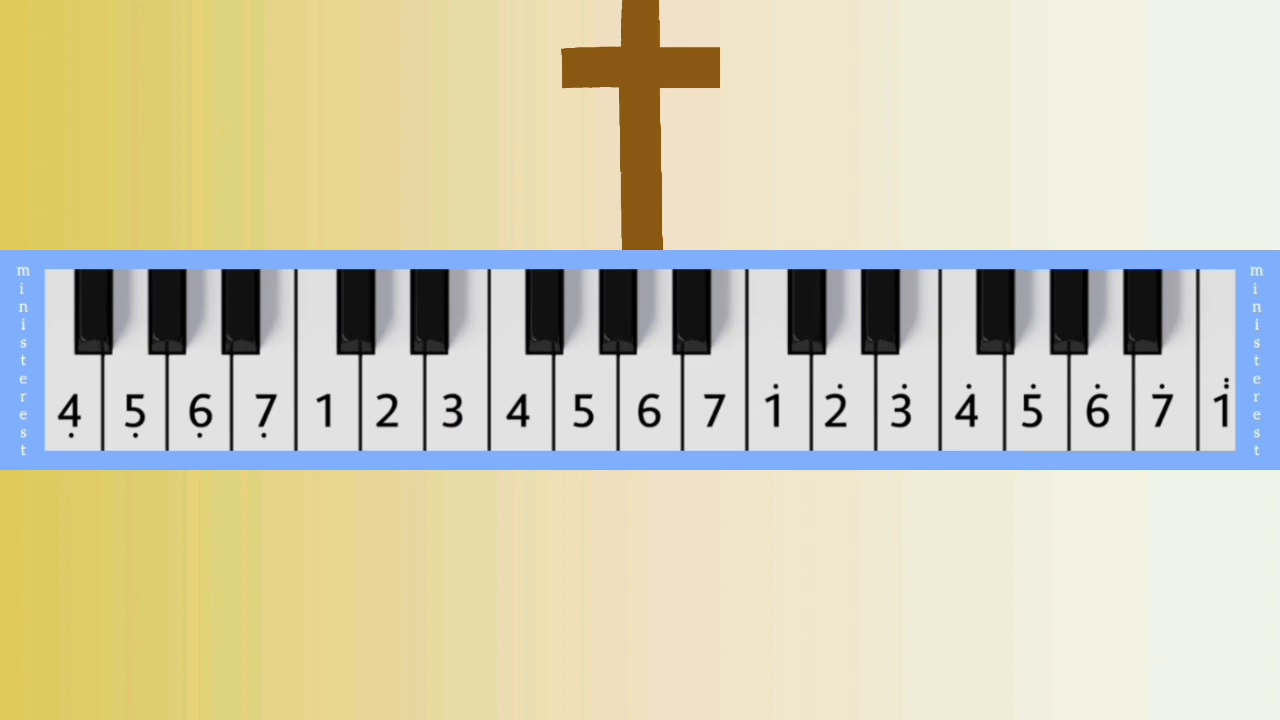 ministerest
4̣ 5̣ 6̣ 7̣ 1 2 3 4 5 6 7 1̇ 2̇ 3̇ 4̇ 5̇ 6̇ 7̇ 1̈
ministerest